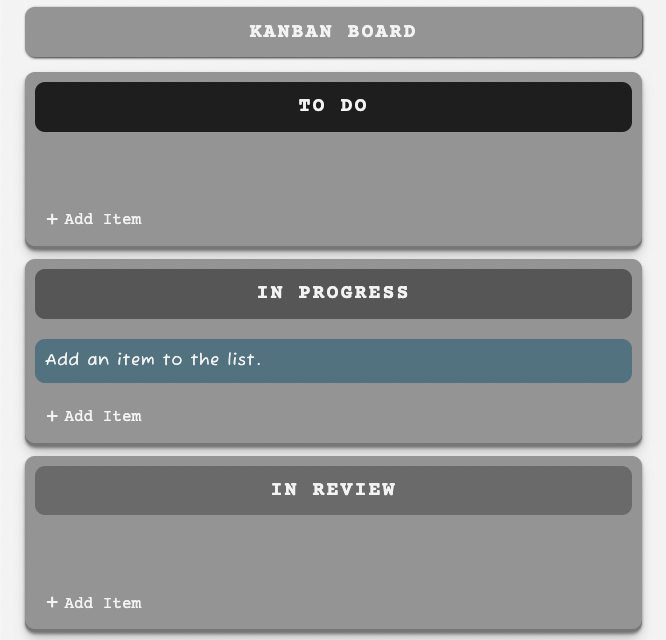 KANBAN BOARD
TO DO
+ Add Item
IN PROGRESS
Add an item to the list.
+ Add Item
IN REVIEW
+ Add Item